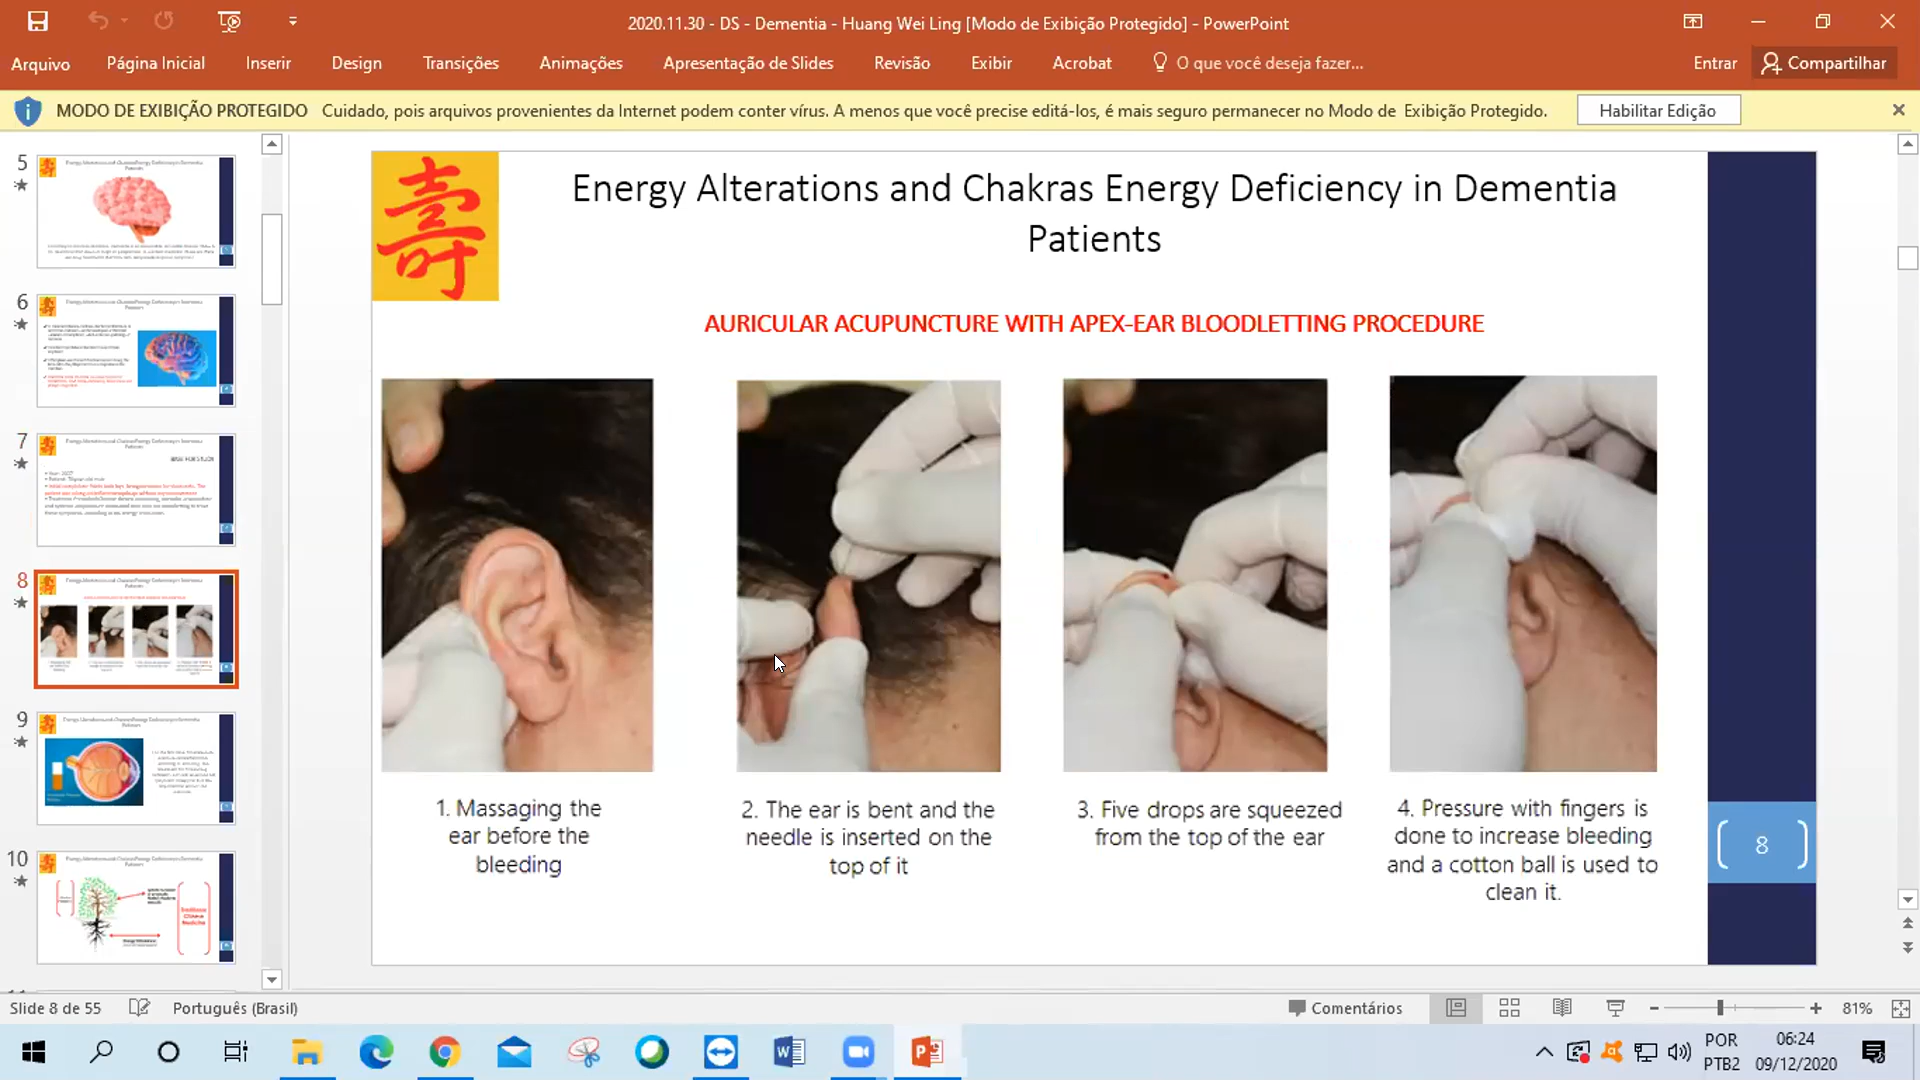 2020.11.30 - DS - Dementia - Huang Wei Ling [Modo de Exibição Protegido] - PowerPoint
Arquivo
Página Inicial
Inserir
Design
Transições
Animações
Apresentação de Slides
Revisão
Exibir
Acrobat
O que você deseja fazer...
Entrar
Compartilhar
MODO DE EXIBIÇÃO PROTEGIDO
Cuidado, pois arquivos provenientes da Internet podem conter vírus. A menos que você precise editá-los, é mais seguro permanecer no Modo de Exibição Protegido.
Habilitar Edição
5
6
7
8
9
10
壽
Energy Alterations and Chakras Energy Deficiency in Dementia
Patients
AURICULAR ACUPUNCTURE WITH APEX-EAR BLOODLETTING PROCEDURE
1. Massaging the
ear before the
bleeding
2. The ear is bent and the
needle is inserted on the
top of it
3. Five drops are squeezed
from the top of the ear
4. Pressure with fingers is
done to increase bleeding
and a cotton ball is used to
clean it.
8
Slide 8 de 55
Português (Brasil)
Comentários
81%
POR
PTB2
06:24
09/12/2020